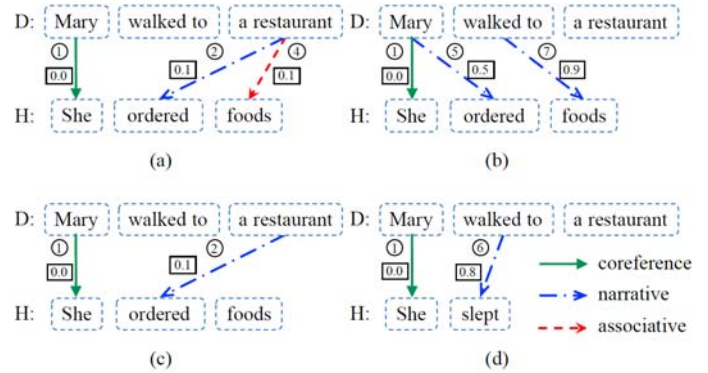 D: Mary walked to a restaurant
① ② ④
0.0 0.1 0.1
H: She ordered foods
(a)
D: Mary walked to a restaurant
① ⑤ ⑦
0.0 0.5 0.9
H: She ordered foods
(b)
D: Mary walked to a restaurant
① ②
0.0 0.1
H: She ordered foods
(c)
D: Mary walked to a restaurant
① ⑥
0.0 0.8
H: She slept
coreference
narrative
associative
(d)